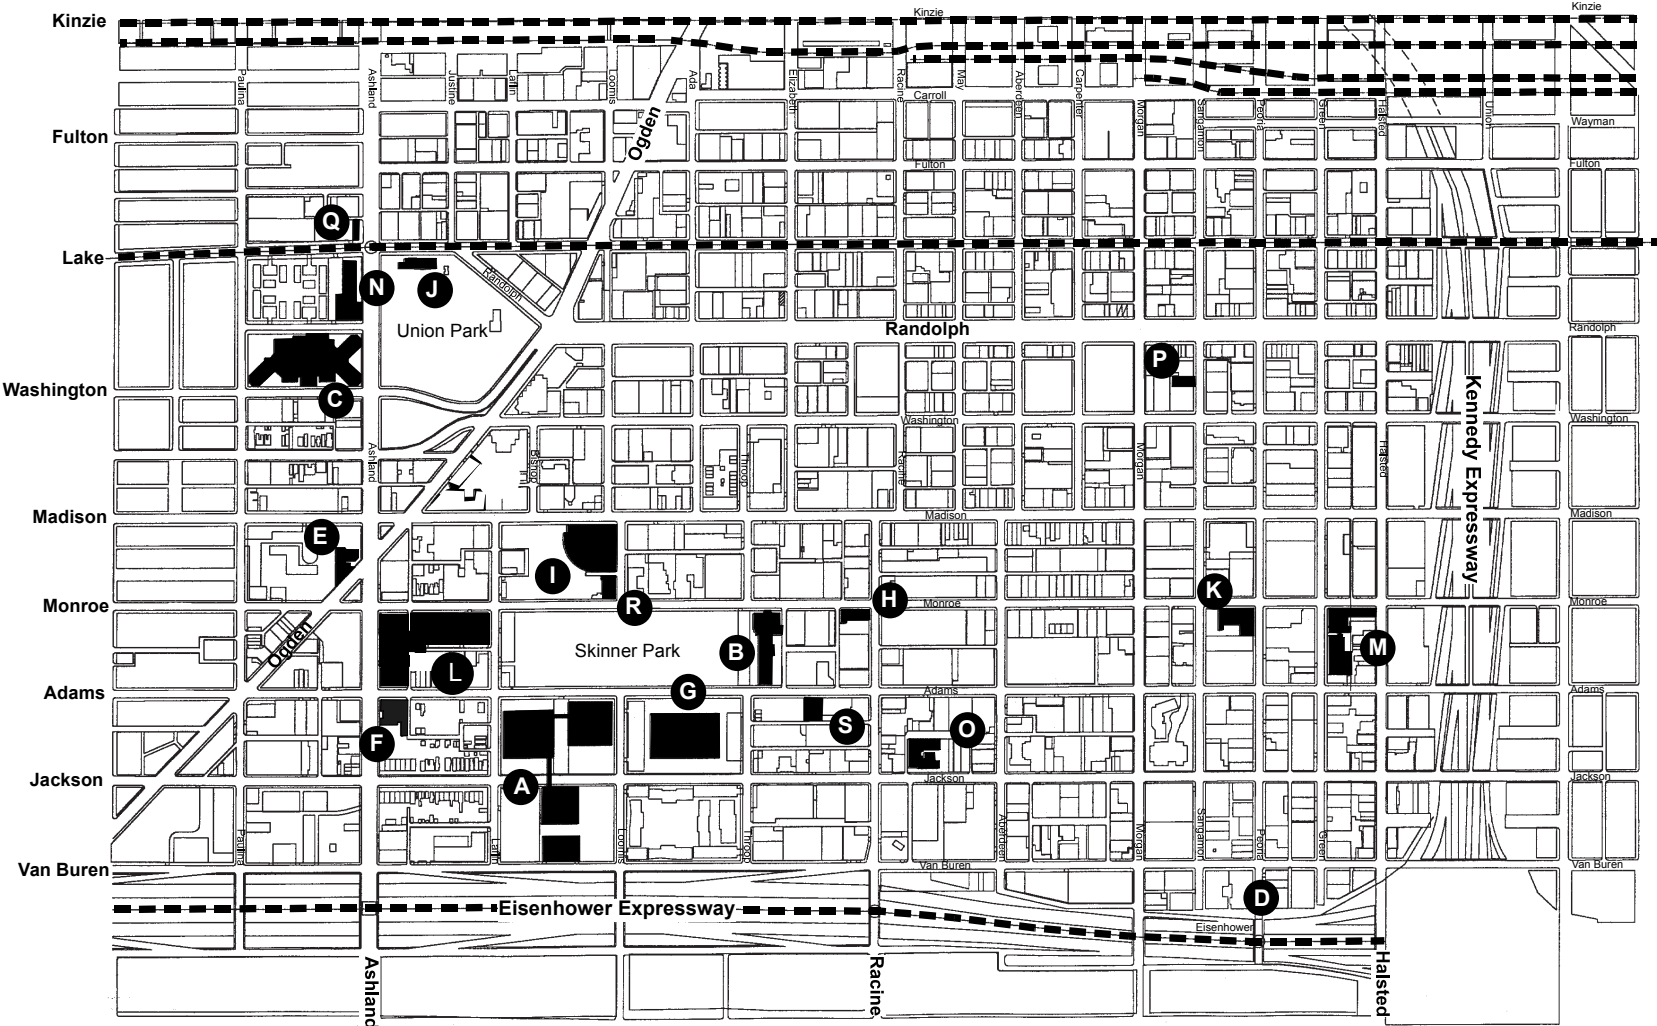 Kinzie
Kinzie
Kinzie
Paulina
Ashland
Justine
Laflin
Loomis
Ada
Elizabeth
Racine
May
Aberdeen
Carpenter
Morgan
Sangamon
Peoria
Green
Halsted
Union
Carroll
Wayman
Ogden
Fulton
Fulton
Fulton
Q
Lake
N
J
Randolph
Union Park
Randolph
Randolph
P
Washington
C
Washington
Washington
Kennedy Expressway
Ashland
Bishop
Throop
Racine
Morgan
Halsted
Madison
Madison
Madison
E
I
R
H
K
Monroe
Monroe
Monroe
Ogden
Skinner Park
B
M
L
Adams
G
Adams
Adams
F
S
O
Jackson
A
Jackson
Jackson
Paulina
Laflin
Loomis
Throop
Aberdeen
Morgan
Sangamon
Peoria
Green
Van Buren
Van Buren
Van Buren
D
Eisenhower Expressway
Eisenhower
Ashland
Racine
Halsted